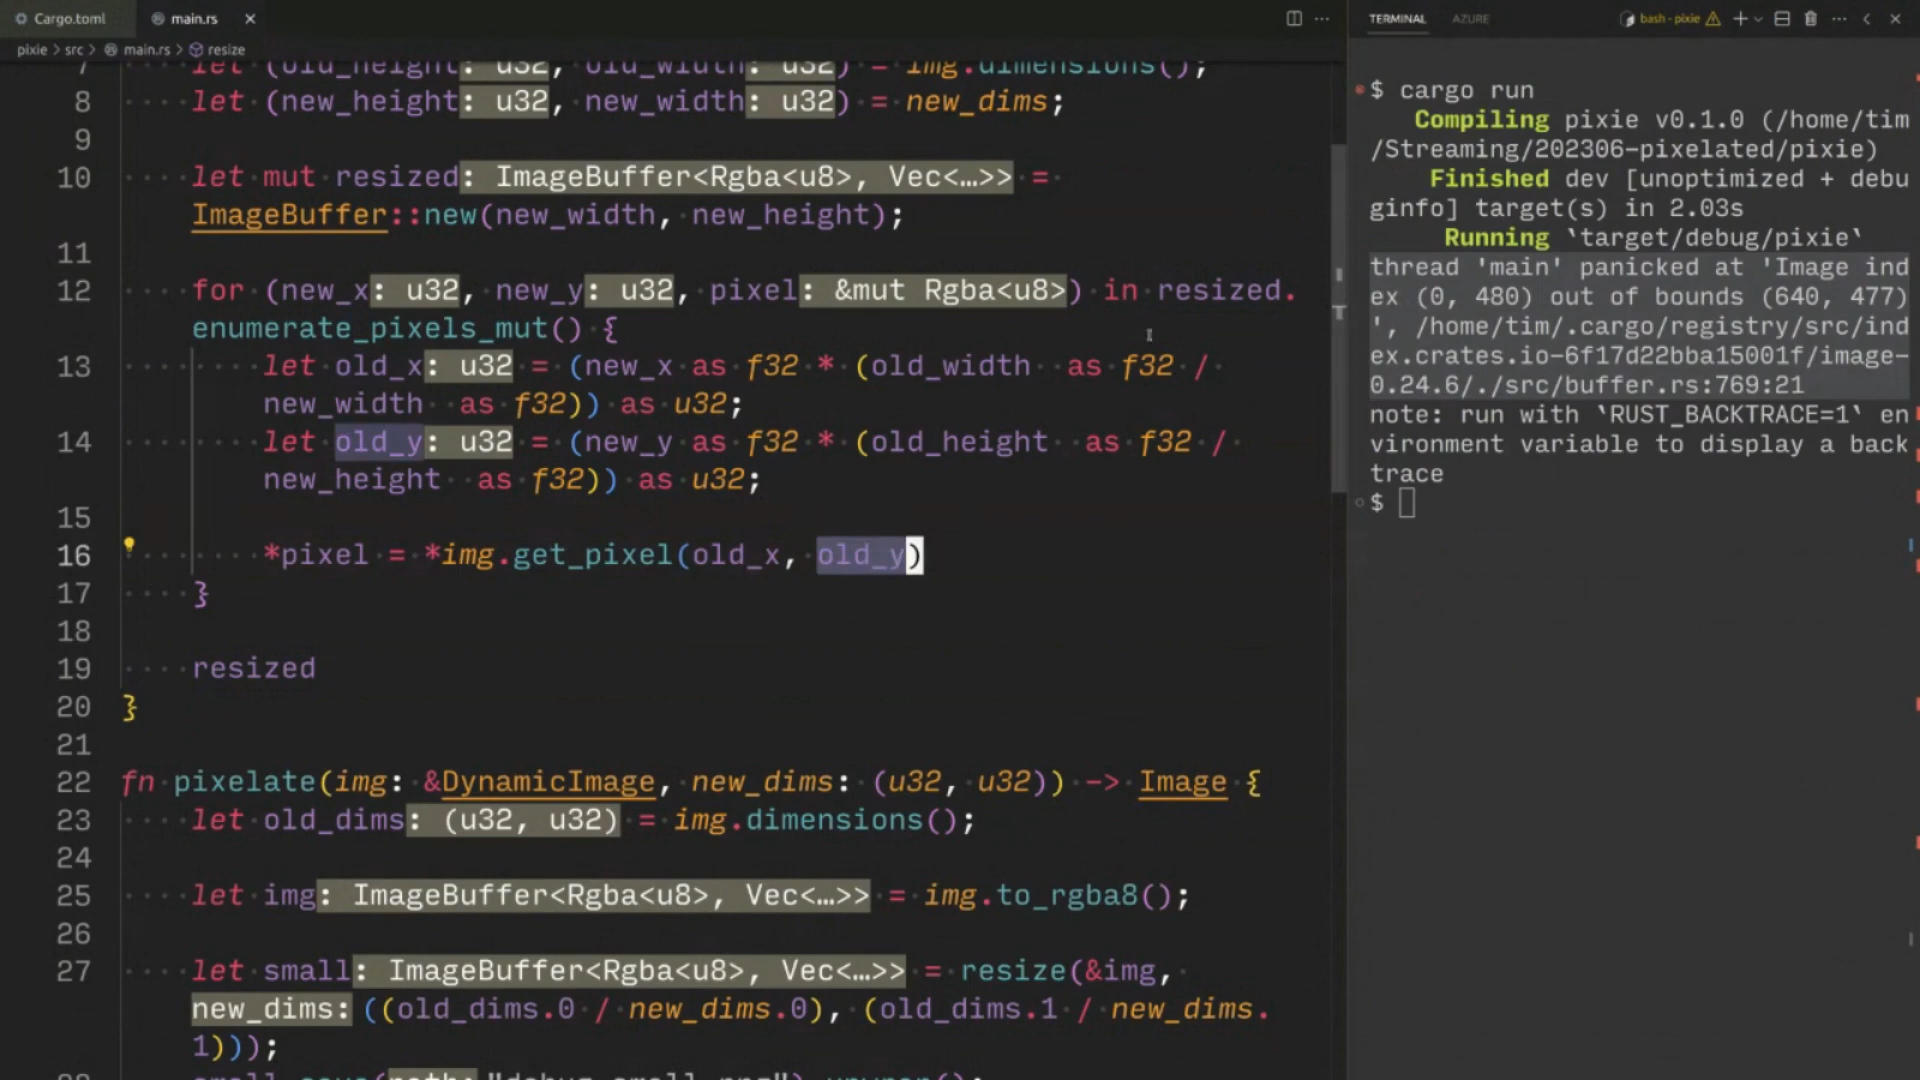 Cargo.toml
main.rs
pixie > src > main.rs > resize
7 let (old_height: u32, old_width: u32) = img.dimensions();
8 let (new_height: u32, new_width: u32) = new_dims;
9
10 let mut resized: ImageBuffer<Rgba<u8>, Vec<…>> =
ImageBuffer::new(new_width, new_height);
11
12 for (new_x: u32, new_y: u32, pixel: &mut Rgba<u8>) in resized.
enumerate_pixels_mut() {
13 let old_x: u32 = (new_x as f32 * (old_width as f32 /
new_width as f32)) as u32;
14 let old_y: u32 = (new_y as f32 * (old_height as f32 /
new_height as f32)) as u32;
15
16 *pixel = *img.get_pixel(old_x, old_y)
17 }
18
19 resized
20 }
21
22 fn pixelate(img: &DynamicImage, new_dims: (u32, u32)) -> Image {
23 let old_dims: (u32, u32) = img.dimensions();
24
25 let img: ImageBuffer<Rgba<u8>, Vec<…>> = img.to_rgba8();
26
27 let small: ImageBuffer<Rgba<u8>, Vec<…>> = resize(&img,
new_dims: ((old_dims.0 / new_dims.0), (old_dims.1 / new_dims.
1)));
TERMINAL
AZURE
bash - pixie
$ cargo run
Compiling pixie v0.1.0 (/home/tim
/Streaming/202306-pixelated/pixie)
Finished dev [unoptimized + debu
ginfo] target(s) in 2.03s
Running `target/debug/pixie`
thread 'main' panicked at 'Image ind
ex (0, 480) out of bounds (640, 477)
', /home/tim/.cargo/registry/src/ind
ex.crates.io-6f17d22bba15001f/image-
0.24.6/./src/buffer.rs:769:21
note: run with `RUST_BACKTRACE=1` en
vironment variable to display a back
trace
$